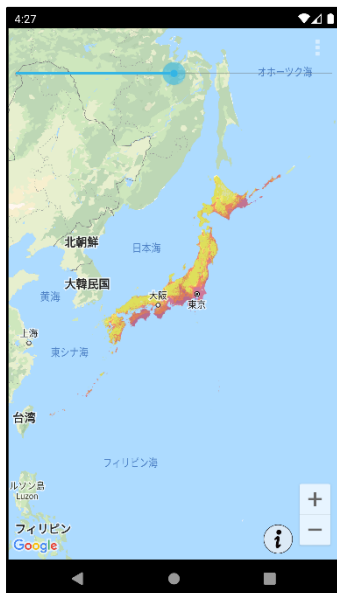 4:27
オホーツク海
北朝鮮
日本海
大韓民国
黄海
大阪
東京
上海
東シナ海
台湾
フィリピン海
ルソン島
Luzon
フィリピン
Google
+
−
i